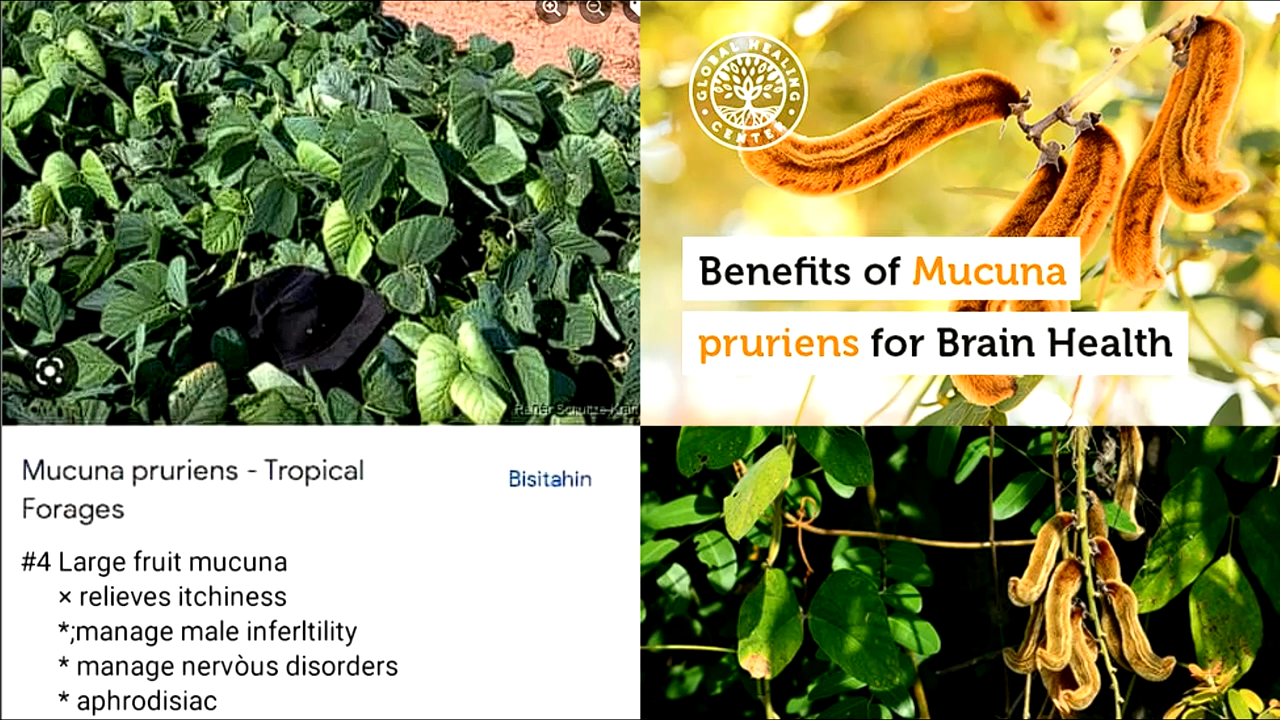 GLOBAL HEALING
CENTER
Benefits of Mucuna
pruriens for Brain Health
Mucuna pruriens - Tropical
Forages
Bisitahin
#4 Large fruit mucuna
× relieves itchiness
*;manage male inferltility
* manage nervòus disorders
* aphrodisiac